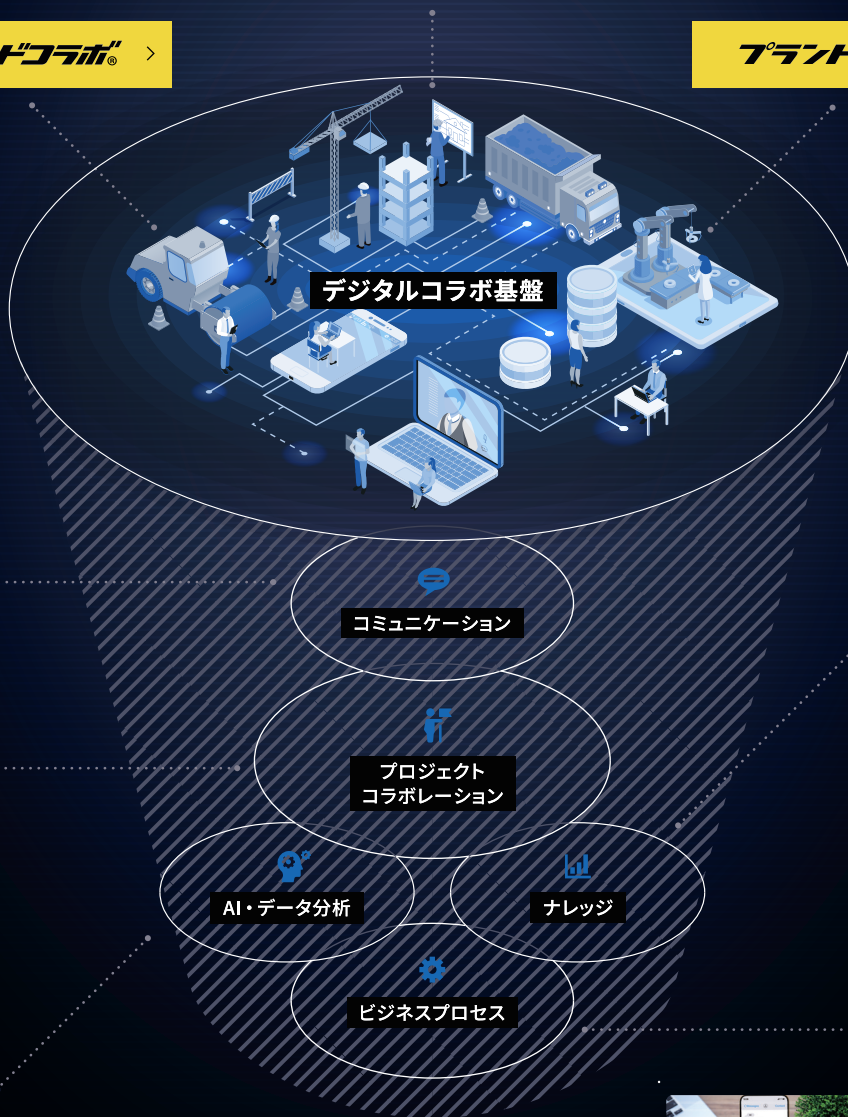 ドコラボ®
プラント
デジタルコラボ基盤
コミュニケーション
プロジェクト
コラボレーション
AI・データ分析
ナレッジ
ビジネスプロセス